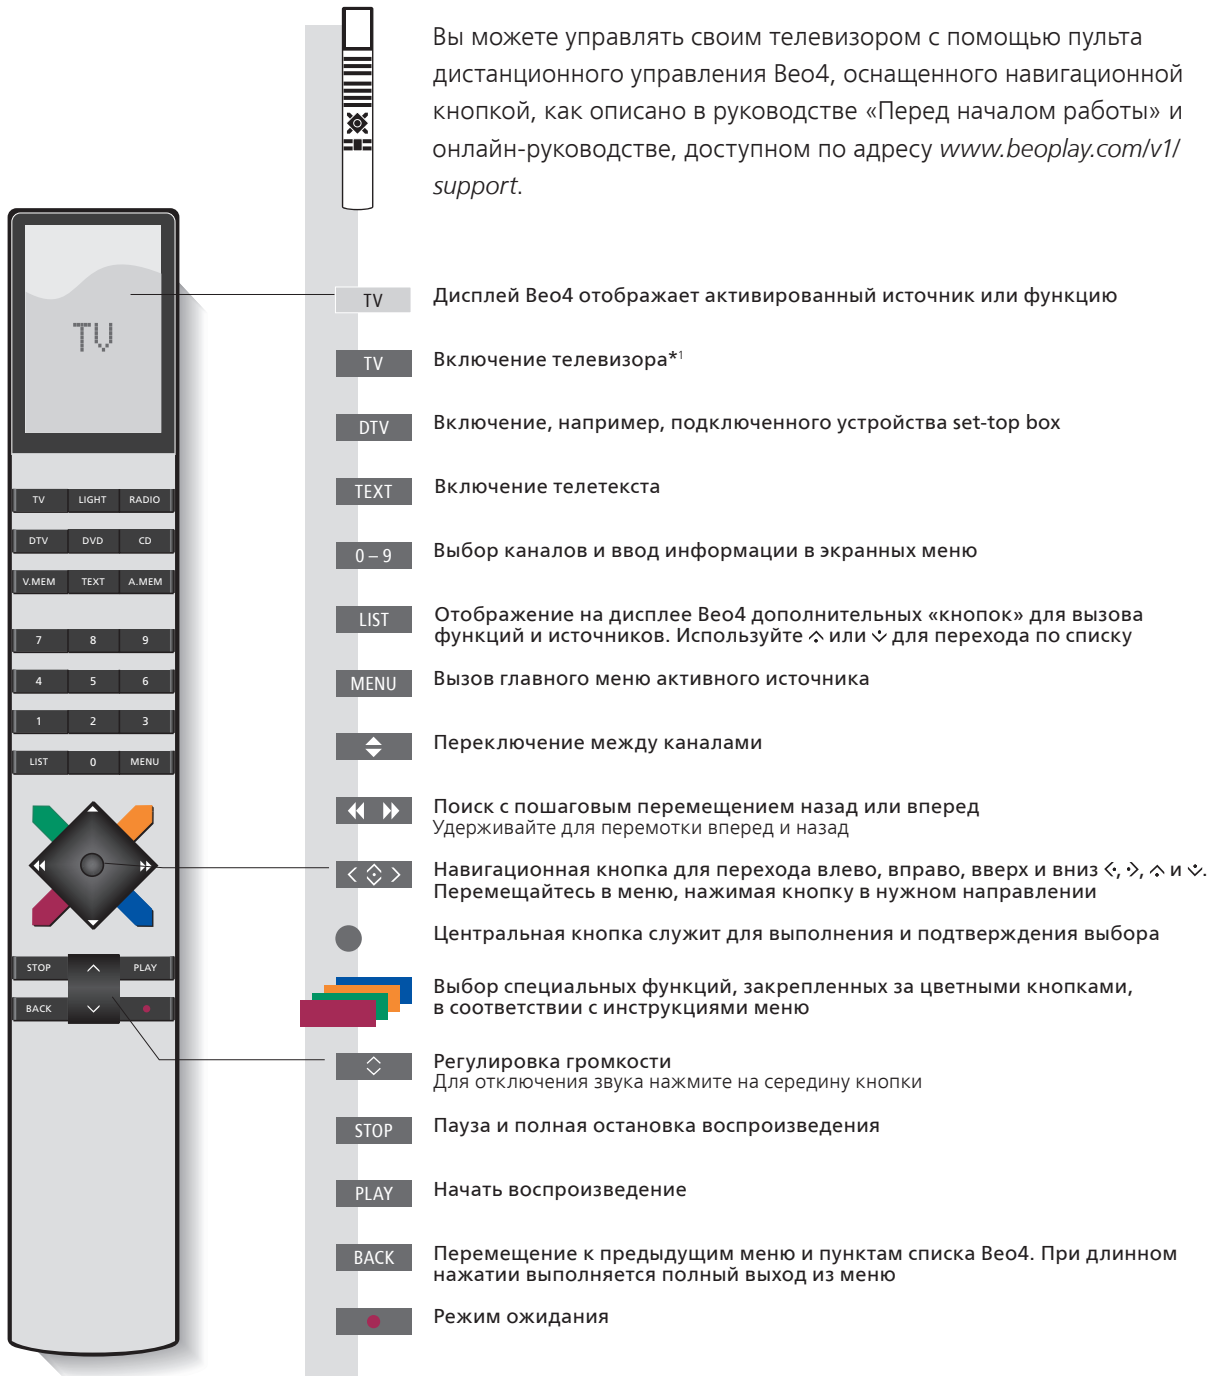 Вы можете управлять своим телевизором с помощью пульта
дистанционного управления Beo4, оснащенного навигационной
кнопкой, как описано в руководстве «Перед началом работы» и
онлайн-руководстве, доступном по адресу www.beoplay.com/v1/
support.
TV
TV Дисплей Beo4 отображает активированный источник или функцию
TV Включение телевизора*1
DTV Включение, например, подключенного устройства set-top box
TEXT Включение телетекста
0 – 9 Выбор каналов и ввод информации в экранных меню
LIST Отображение на дисплее Beo4 дополнительных «кнопок» для вызова
функций и источников. Используйте или для перехода по списку
MENU Вызов главного меню активного источника
Переключение между каналами
Поиск с пошаговым перемещением назад или вперед
Удерживайте для перемотки вперед и назад
Навигационная кнопка для перехода влево, вправо, вверх и вниз , , и .
Перемещайтесь в меню, нажимая кнопку в нужном направлении
Центральная кнопка служит для выполнения и подтверждения выбора
Выбор специальных функций, закрепленных за цветными кнопками,
в соответствии с инструкциями меню
Регулировка громкости
Для отключения звука нажмите на середину кнопки
STOP Пауза и полная остановка воспроизведения
PLAY Начать воспроизведение
BACK Перемещение к предыдущим меню и пунктам списка Beo4. При длинном
нажатии выполняется полный выход из меню
Режим ожидания
TV LIGHT RADIO
DTV DVD CD
V.MEM TEXT A.MEM
7 8 9
4 5 6
1 2 3
LIST 0 MENU
STOP PLAY
BACK